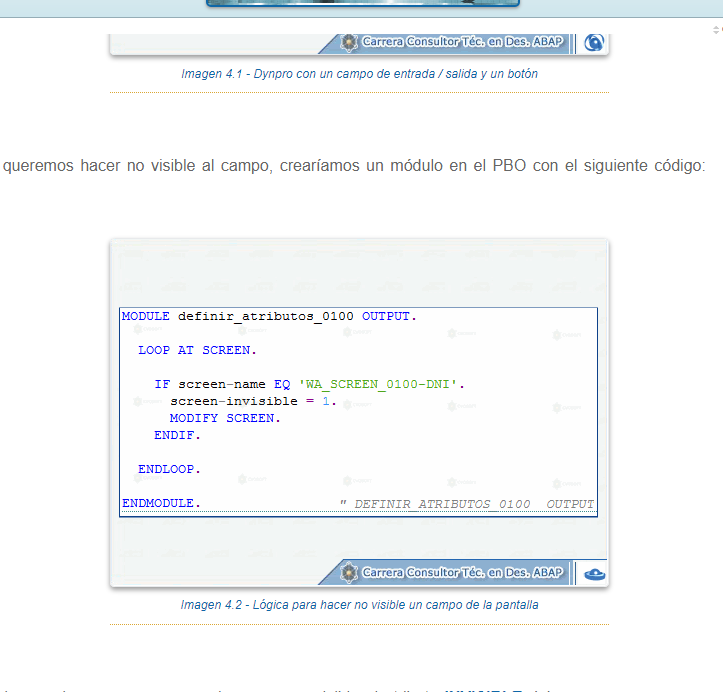 Carrera Consultor Téc. en Des. ABAP
Imagen 4.1 - Dynpro con un campo de entrada / salida y un botón
queremos hacer no visible al campo, crearíamos un módulo en el PBO con el siguiente código:
MODULE definir_atributos_0100 OUTPUT.
LOOP AT SCREEN.
IF screen-name EQ 'WA_SCREEN_0100-DNI'.
screen-invisible = 1.
MODIFY SCREEN.
ENDIF.
ENDLOOP.
ENDMODULE. " DEFINIR_ATRIBUTOS_0100 OUTPUT
Carrera Consultor Téc. en Des. ABAP
Imagen 4.2 - Lógica para hacer no visible un campo de la pantalla